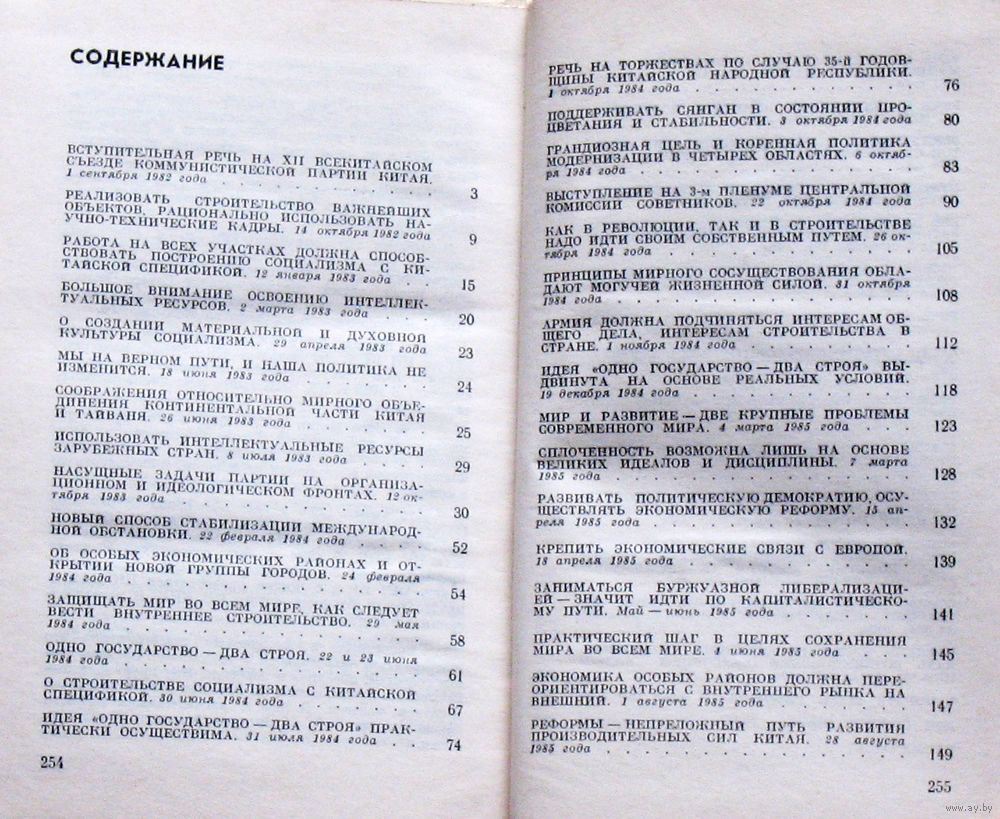 СОДЕРЖАНИЕ
ВСТУПИТЕЛЬНАЯ РЕЧЬ НА XII ВСЕКИТАЙСКОМ
СЪЕЗДЕ КОММУНИСТИЧЕСКОЙ ПАРТИИ КИТАЯ.
1 сентября 1982 года . . . . . . . . . . 3
РЕАЛИЗОВАТЬ СТРОИТЕЛЬСТВО ВАЖНЕЙШИХ
ОБЪЕКТОВ, РАЦИОНАЛЬНО ИСПОЛЬЗОВАТЬ НА-
УЧНО-ТЕХНИЧЕСКИЕ КАДРЫ. 14 октября 1982 года 9
РАБОТА НА ВСЕХ УЧАСТКАХ ДОЛЖНА СПОСОБ-
СТВОВАТЬ ПОСТРОЕНИЮ СОЦИАЛИЗМА С КИ-
ТАЙСКОЙ СПЕЦИФИКОЙ. 12 января 1983 года . 15
БОЛЬШОЕ ВНИМАНИЕ ОСВОЕНИЮ ИНТЕЛЛЕК-
ТУАЛЬНЫХ РЕСУРСОВ. 2 марта 1983 года . . . 20
О СОЗДАНИИ МАТЕРИАЛЬНОЙ И ДУХОВНОЙ
КУЛЬТУРЫ СОЦИАЛИЗМА. 29 апреля 1983 года 23
МЫ НА ВЕРНОМ ПУТИ, И НАША ПОЛИТИКА НЕ
ИЗМЕНИТСЯ. 18 июня 1983 года . . . . . . 24
СООБРАЖЕНИЯ ОТНОСИТЕЛЬНО МИРНОГО ОБЪЕ-
ДИНЕНИЯ КОНТИНЕНТАЛЬНОЙ ЧАСТИ КИТАЯ
И ТАЙВАНЯ. 26 июня 1983 года . . . . . . 25
ИСПОЛЬЗОВАТЬ ИНТЕЛЛЕКТУАЛЬНЫЕ РЕСУРСЫ
ЗАРУБЕЖНЫХ СТРАН. 8 июля 1983 года . . . . 29
НАСУЩНЫЕ ЗАДАЧИ ПАРТИИ НА ОРГАНИЗА-
ЦИОННОМ И ИДЕОЛОГИЧЕСКОМ ФРОНТАХ. 12 ок-
тября 1983 года . . . . . . . . . . . 30
НОВЫЙ СПОСОБ СТАБИЛИЗАЦИИ МЕЖДУНАРОД-
НОЙ ОБСТАНОВКИ. 22 февраля 1984 года . . . 52
ОБ ОСОБЫХ ЭКОНОМИЧЕСКИХ РАЙОНАХ И ОТ-
КРЫТИИ НОВОЙ ГРУППЫ ГОРОДОВ. 24 февраля
1984 года . . . . . . . . . . . . . 54
ЗАЩИЩАТЬ МИР ВО ВСЕМ МИРЕ, КАК СЛЕДУЕТ
ВЕСТИ ВНУТРЕННЕЕ СТРОИТЕЛЬСТВО. 29 мая
1984 года . . . . . . . . . . . . . 58
ОДНО ГОСУДАРСТВО — ДВА СТРОЯ. 22 и 23 июня
1984 года . . . . . . . . . . . . . 61
О СТРОИТЕЛЬСТВЕ СОЦИАЛИЗМА С КИТАЙСКОЙ
СПЕЦИФИКОЙ. 30 июня 1984 года . . . . . . 67
ИДЕЯ «ОДНО ГОСУДАРСТВО — ДВА СТРОЯ» ПРАК-
ТИЧЕСКИ ОСУЩЕСТВИМА. 31 июля 1984 года . . 74
254
РЕЧЬ НА ТОРЖЕСТВАХ ПО СЛУЧАЮ 35-й ГОДОВ-
ЩИНЫ КИТАЙСКОЙ НАРОДНОЙ РЕСПУБЛИКИ.
1 октября 1984 года . . . . . . . . . . 76
ПОДДЕРЖИВАТЬ СЯНГАН В СОСТОЯНИИ ПРО-
ЦВЕТАНИЯ И СТАБИЛЬНОСТИ. 3 октября 1984 года 80
ГРАНДИОЗНАЯ ЦЕЛЬ И КОРЕННАЯ ПОЛИТИКА
МОДЕРНИЗАЦИИ В ЧЕТЫРЕХ ОБЛАСТЯХ. 6 октяб-
ря 1984 года . . . . . . . . . . . . 83
ВЫСТУПЛЕНИЕ НА 3-м ПЛЕНУМЕ ЦЕНТРАЛЬНОЙ
КОМИССИИ СОВЕТНИКОВ. 22 октября 1984 года 90
КАК В РЕВОЛЮЦИИ, ТАК И В СТРОИТЕЛЬСТВЕ
НАДО ИДТИ СВОИМ СОБСТВЕННЫМ ПУТЕМ. 26 ок-
тября 1984 года . . . . . . . . . . . 105
ПРИНЦИПЫ МИРНОГО СОСУЩЕСТВОВАНИЯ ОБЛА-
ДАЮТ МОГУЧЕЙ ЖИЗНЕННОЙ СИЛОЙ. 31 октября
1984 года . . . . . . . . . . . . . 108
АРМИЯ ДОЛЖНА ПОДЧИНЯТЬСЯ ИНТЕРЕСАМ ОБ-
ЩЕГО ДЕЛА, ИНТЕРЕСАМ СТРОИТЕЛЬСТВА В
СТРАНЕ. 1 ноября 1984 года . . . . . . . 112
ИДЕЯ «ОДНО ГОСУДАРСТВО — ДВА СТРОЯ» ВЫ-
ДВИНУТА НА ОСНОВЕ РЕАЛЬНЫХ УСЛОВИЙ.
19 декабря 1984 года . . . . . . . . . . 118
МИР И РАЗВИТИЕ — ДВЕ КРУПНЫЕ ПРОБЛЕМЫ
СОВРЕМЕННОГО МИРА. 4 марта 1985 года . . . 123
СПЛОЧЕННОСТЬ ВОЗМОЖНА ЛИШЬ НА ОСНОВЕ
ВЕЛИКИХ ИДЕАЛОВ И ДИСЦИПЛИНЫ. 7 марта
1985 года . . . . . . . . . . . . . 128
РАЗВИВАТЬ ПОЛИТИЧЕСКУЮ ДЕМОКРАТИЮ, ОСУ-
ЩЕСТВЛЯТЬ ЭКОНОМИЧЕСКУЮ РЕФОРМУ. 15 ап-
реля 1985 года . . . . . . . . . . . 132
КРЕПИТЬ ЭКОНОМИЧЕСКИЕ СВЯЗИ С ЕВРОПОЙ.
18 апреля 1985 года . . . . . . . . . . 139
ЗАНИМАТЬСЯ БУРЖУАЗНОЙ ЛИБЕРАЛИЗАЦИ-
ЕЙ — ЗНАЧИТ ИДТИ ПО КАПИТАЛИСТИЧЕСКО-
МУ ПУТИ. Май — июнь 1985 года . . . . . . 141
ПРАКТИЧЕСКИЙ ШАГ В ЦЕЛЯХ СОХРАНЕНИЯ
МИРА ВО ВСЕМ МИРЕ. 4 июня 1985 года . . . 145
ЭКОНОМИКА ОСОБЫХ РАЙОНОВ ДОЛЖНА ПЕРЕ-
ОРИЕНТИРОВАТЬСЯ С ВНУТРЕННЕГО РЫНКА НА
ВНЕШНИЙ. 1 августа 1985 года . . . . . . 147
РЕФОРМЫ — НЕПРЕЛОЖНЫЙ ПУТЬ РАЗВИТИЯ
ПРОИЗВОДИТЕЛЬНЫХ СИЛ КИТАЯ. 28 августа
1985 года . . . . . . . . . . . . . 149
255
www.ay.by